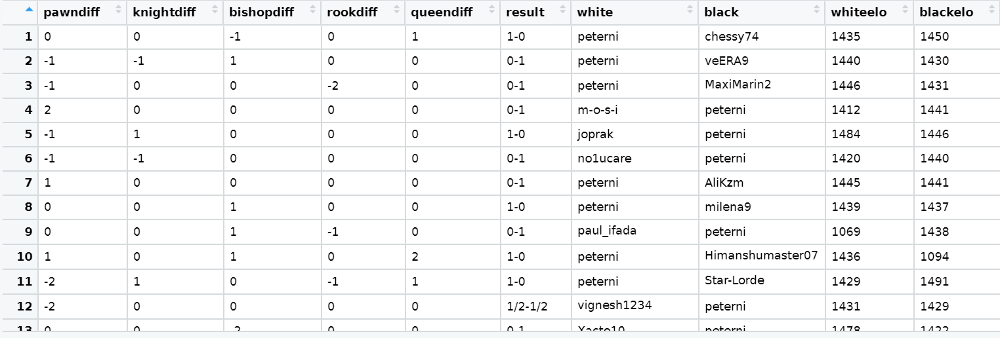 pawndiff knightdiff bishopdiff rookdiff queendiff result white black whiteelo blackelo
1 0 0 -1 0 1 1-0 peterni chessy74 1435 1450
2 -1 -1 1 0 0 0-1 peterni veERA9 1440 1430
3 -1 0 0 -2 0 0-1 peterni MaxiMarin2 1446 1431
4 2 0 0 0 0 0-1 m-o-s-i peterni 1412 1441
5 -1 1 0 0 0 1-0 joprak peterni 1484 1446
6 -1 -1 0 0 0 0-1 no1ucare peterni 1420 1440
7 1 0 0 0 0 0-1 peterni AliKzm 1445 1441
8 0 0 1 0 0 1-0 peterni milena9 1439 1437
9 0 0 1 -1 0 0-1 paul_ifada peterni 1069 1438
10 1 0 1 0 2 1-0 peterni Himanshumaster07 1436 1094
11 -2 1 0 -1 1 1-0 peterni Star-Lorde 1429 1491
12 -2 0 0 0 0 1/2-1/2 vignesh1234 peterni 1431 1429
13 0 0 0 0 0-1 Xacto10 peterni 1478 1422